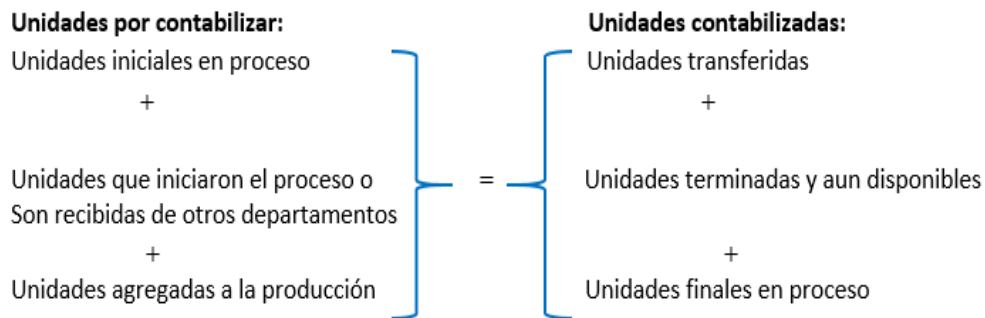 Unidades por contabilizar:
Unidades iniciales en proceso
+
Unidades que iniciaron el proceso o
Son recibidas de otros departamentos
+
Unidades agregadas a la producción
=
Unidades contabilizadas:
Unidades transferidas
+
Unidades terminadas y aun disponibles
+
Unidades finales en proceso